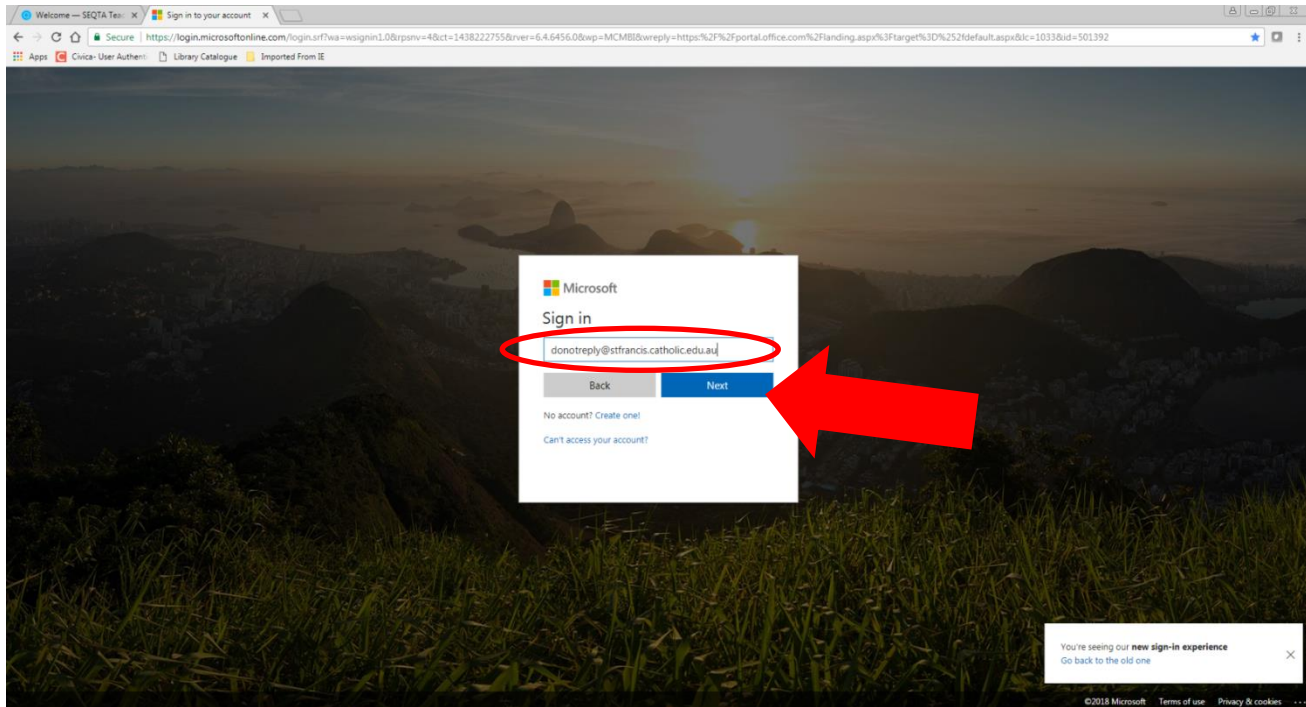 Welcome — SEQTA Tea
Sign in to your account
Secure
https://login.microsoftonline.com/login.srf?wa=wsignin1.0&rpsnv=4&ct=1438222755&rver=6.4.6456.0&wp=MCMBI&wreply=https:%2F%2Fportal.office.com%2Flanding.aspx%3Ftarget%3D%252fdefault.aspx&lc=1033&id=501392
Apps Civica- User Authenti Library Catalogue Imported From IE
Microsoft
Sign in
donotreply@stfrancis.catholic.edu.au
Back Next
No account? Create one!
Can't access your account?
You're seeing our new sign-in experience
Go back to the old one
©2018 Microsoft Terms of use Privacy & cookies ...